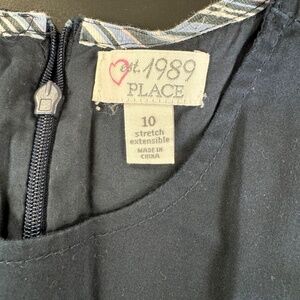 est. 1989
PLACE
10
stretch
extensible
MADE IN
CHINA